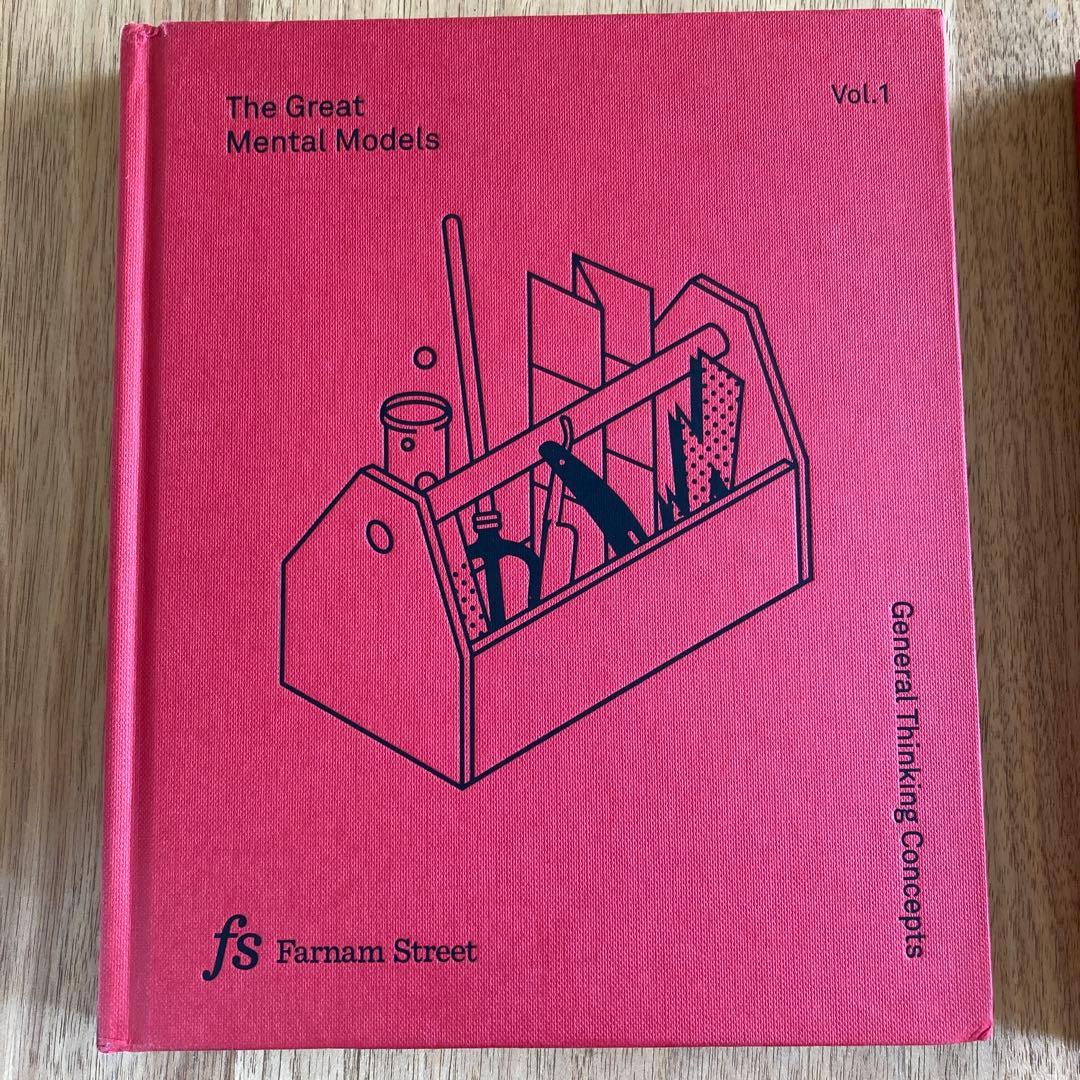 The Great
Mental Models
Vol.1
General Thinking Concepts
fs Farnam Street